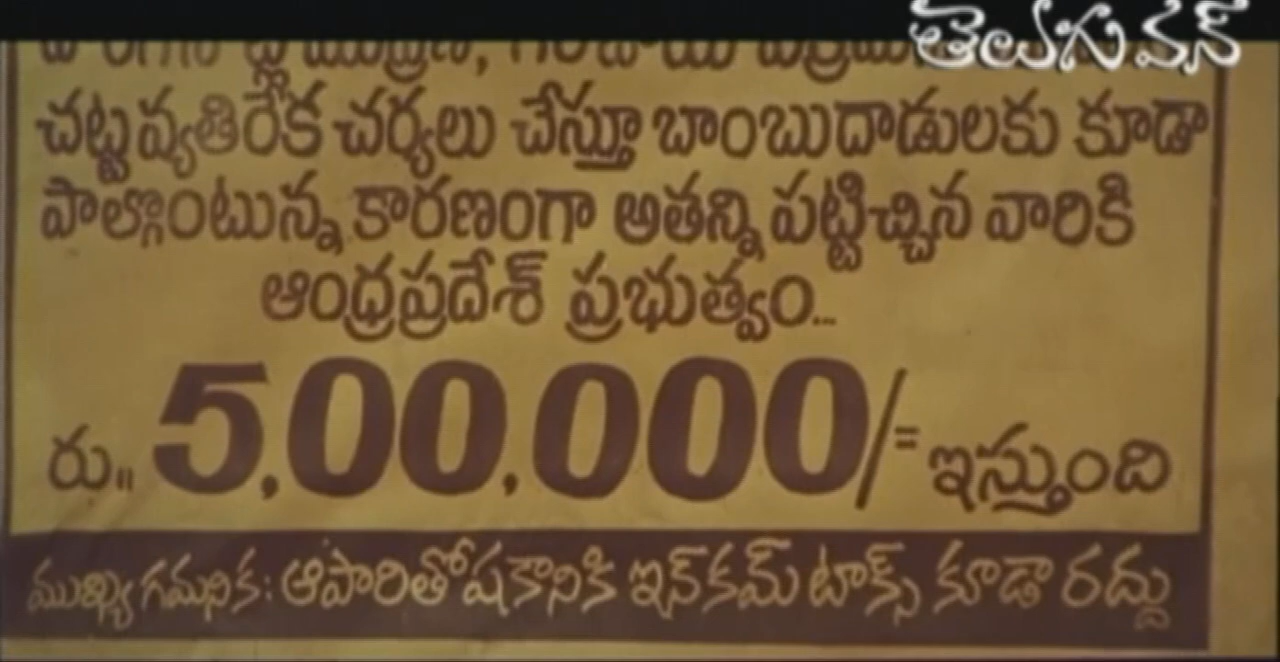 తెలుగువన్
చట్టవ్యతిరేక చర్యలు చేస్తూ బాంబుదాడులకు కూడా
పాల్గొంటున్న కారణంగా అతన్ని పట్టిచ్చిన వారికి
ఆంధ్రప్రదేశ్ ప్రభుత్వం...
రు॥ 5,00,000/= ఇస్తుంది
ముఖ్య గమనిక: ఆపారితోషకానికి ఇన్‌కమ్ టాక్స్ కూడా రద్దు